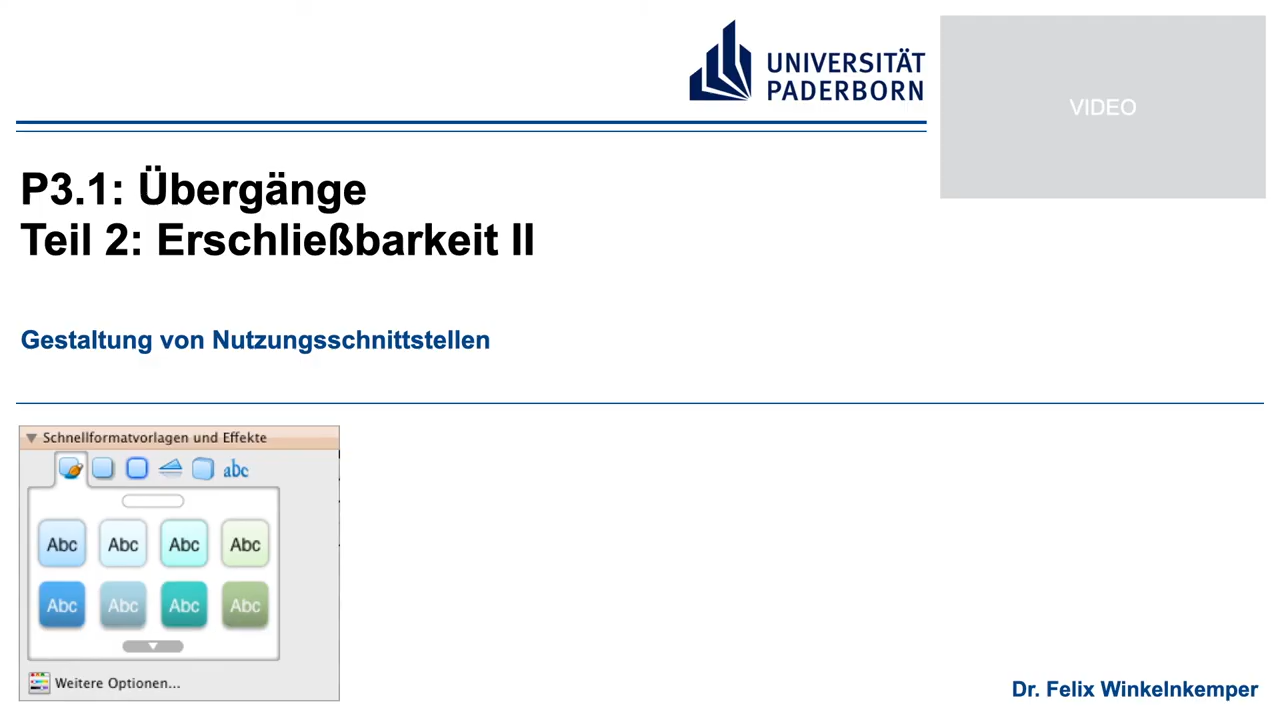 UNIVERSITÄT
PADERBORN
VIDEO
P3.1: Übergänge
Teil 2: Erschließbarkeit II
Gestaltung von Nutzungsschnittstellen
Schnellformatvorlagen und Effekte
abc
Abc Abc Abc Abc
Abc Abc Abc Abc
Weitere Optionen...
Dr. Felix Winkelnkemper